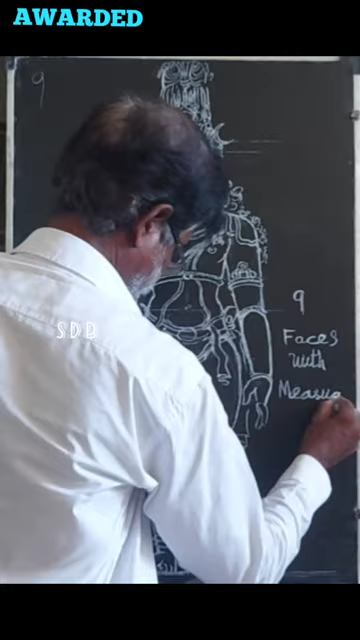 AWARDED
9
SDB
9
Faces
with
Measu